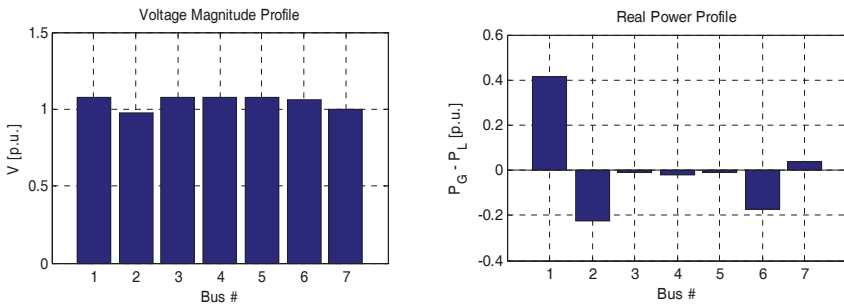 Voltage Magnitude Profile
1.5
1
0.5
0
V [p.u.]
1 2 3 4 5 6 7
Bus #
Real Power Profile
0.6
0.4
0.2
0
-0.2
-0.4
P_G - P_L [p.u.]
1 2 3 4 5 6 7
Bus #